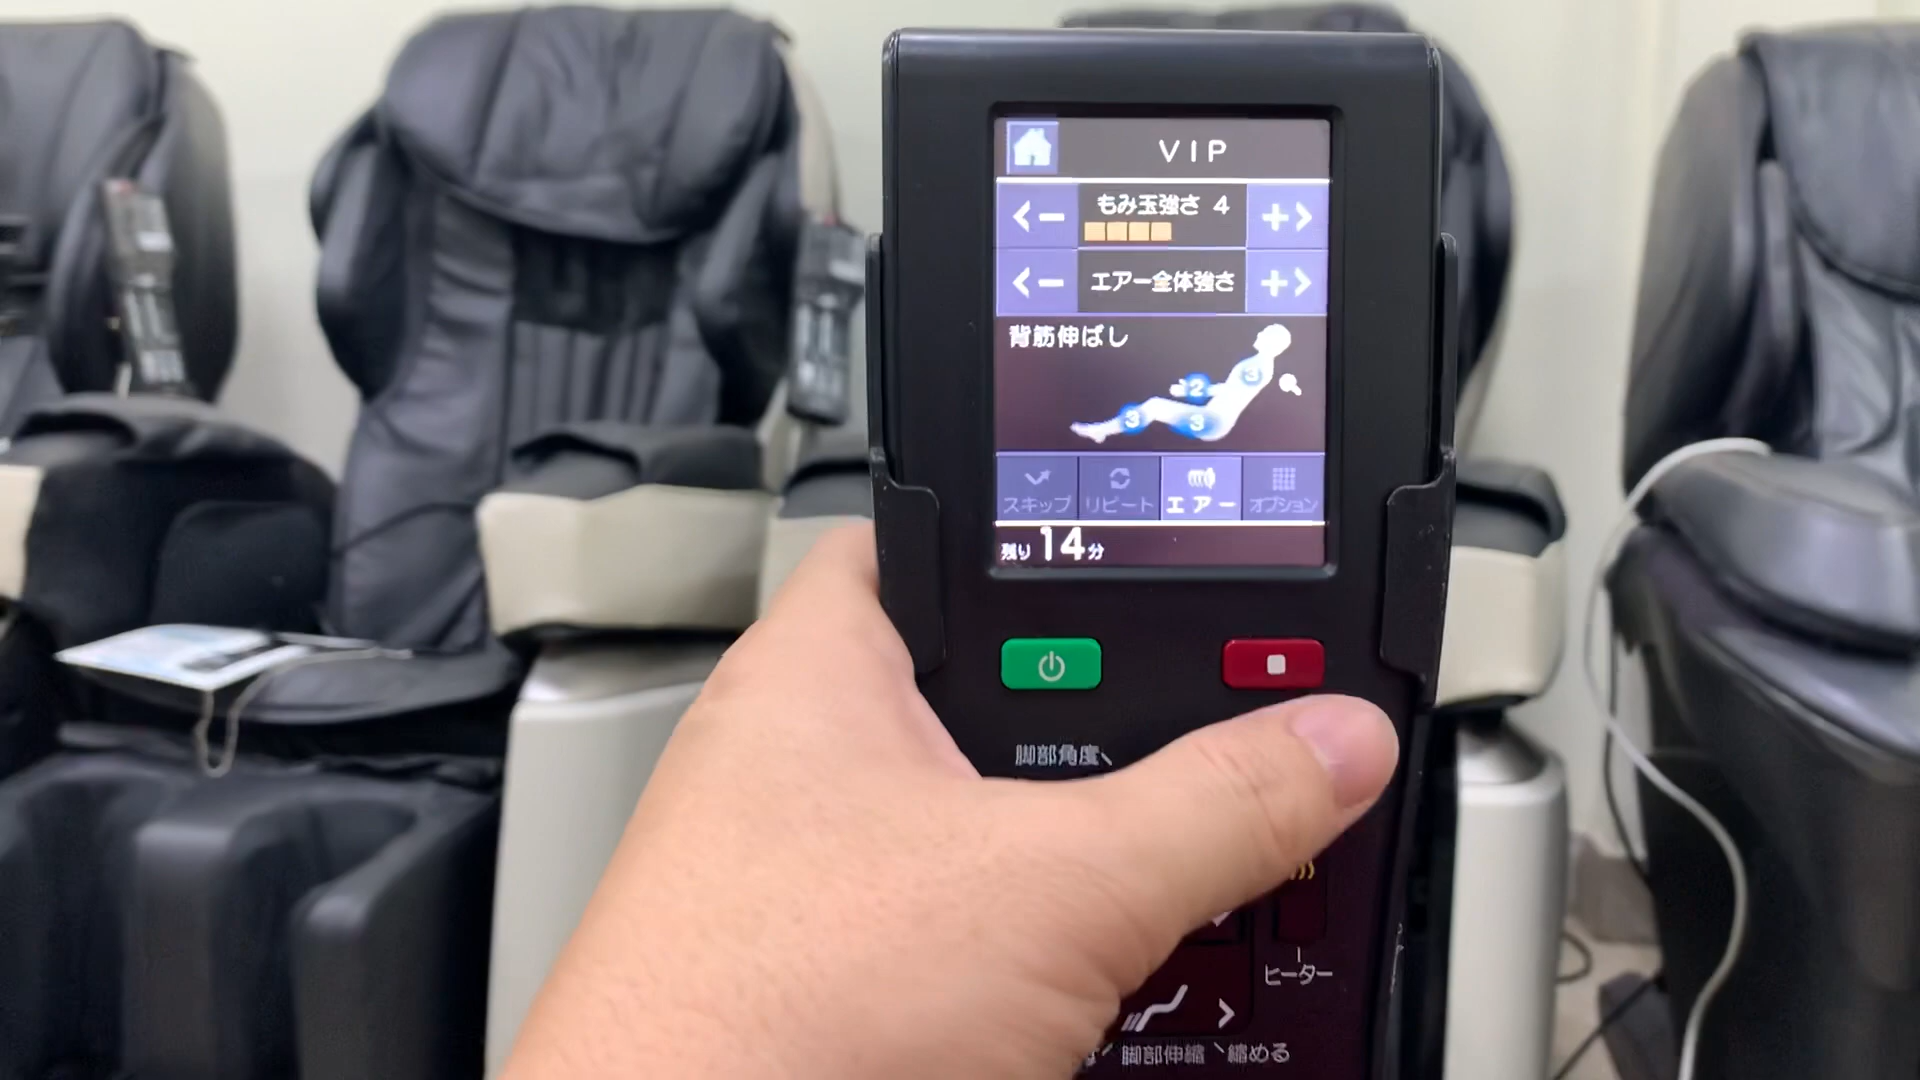 VIP
もみ玉強さ 4
エアー全体強さ
背筋伸ばし
2
3
3
3
スキップ リピート エアー オプション
残り 14分
脚部角度
ヒーター
脚部伸縮 縮める